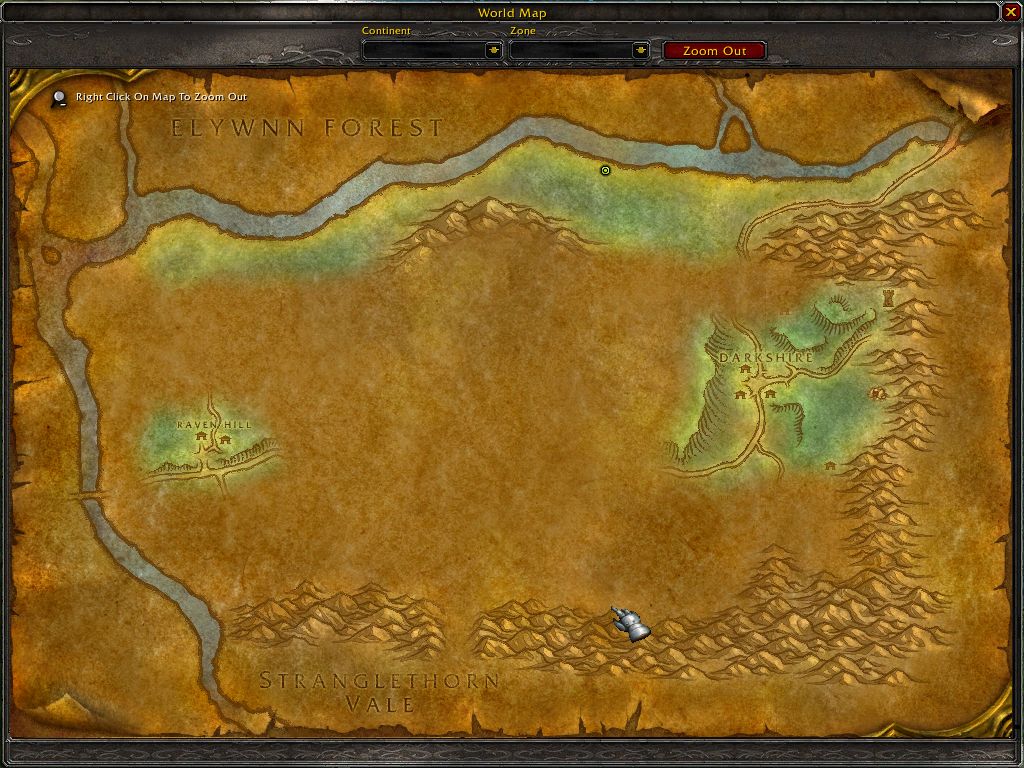 World Map
Continent
Zone
Zoom Out
Right Click On Map To Zoom Out
ELYWNN FOREST
DARKSHIRE
RAVEN HILL
STRANGLETHORN
VALE